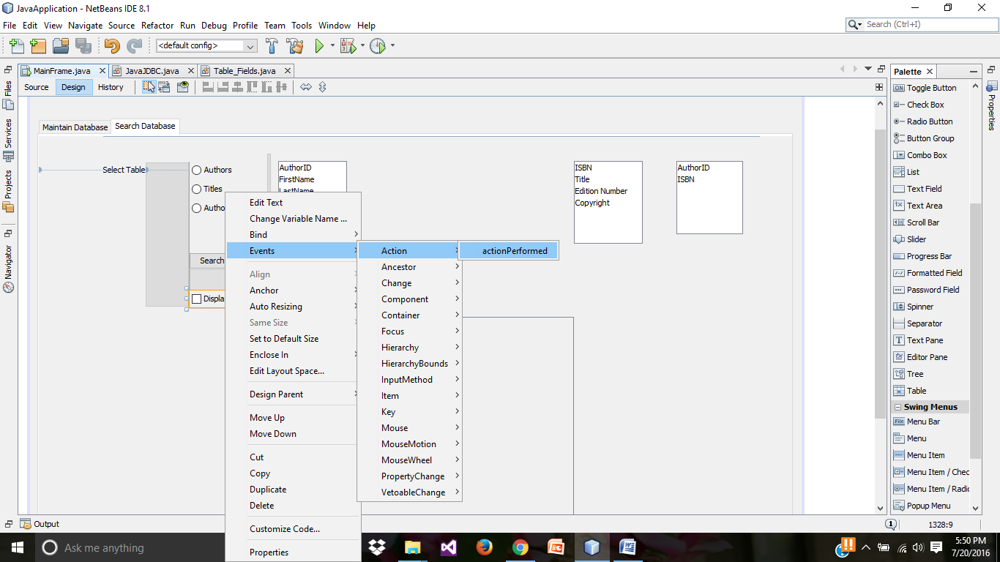 JavaApplication - NetBeans IDE 8.1
File Edit View Navigate Source Refactor Run Debug Profile Team Tools Window Help
Search (Ctrl+I)
<default config>
MainFrame.java
JavaJDBC.java
Table_Fields.java
Source Design History
Files
Services
Projects
Navigator
Maintain Database
Search Database
Select Table
Authors
Titles
Autho
Search
Displa
AuthorID
FirstName
LastName
ISBN
Title
Edition Number
Copyright
AuthorID
ISBN
Edit Text
Change Variable Name ...
Bind
Events
Align
Anchor
Auto Resizing
Same Size
Set to Default Size
Enclose In
Edit Layout Space...
Design Parent
Move Up
Move Down
Cut
Copy
Duplicate
Delete
Customize Code...
Properties
Action
Ancestor
Change
Component
Container
Focus
Hierarchy
HierarchyBounds
InputMethod
Item
Key
Mouse
MouseMotion
MouseWheel
PropertyChange
VetoableChange
actionPerformed
Palette
Toggle Button
Check Box
Radio Button
Button Group
Combo Box
List
Text Field
Text Area
Scroll Bar
Slider
Progress Bar
Formatted Field
Password Field
Spinner
Separator
Text Pane
Editor Pane
Tree
Table
Swing Menus
Menu Bar
Menu
Menu Item
Menu Item / Chec
Menu Item / Radio
Popup Menu
Properties
Output
1
1328:9
Ask me anything
5:50 PM
7/20/2016